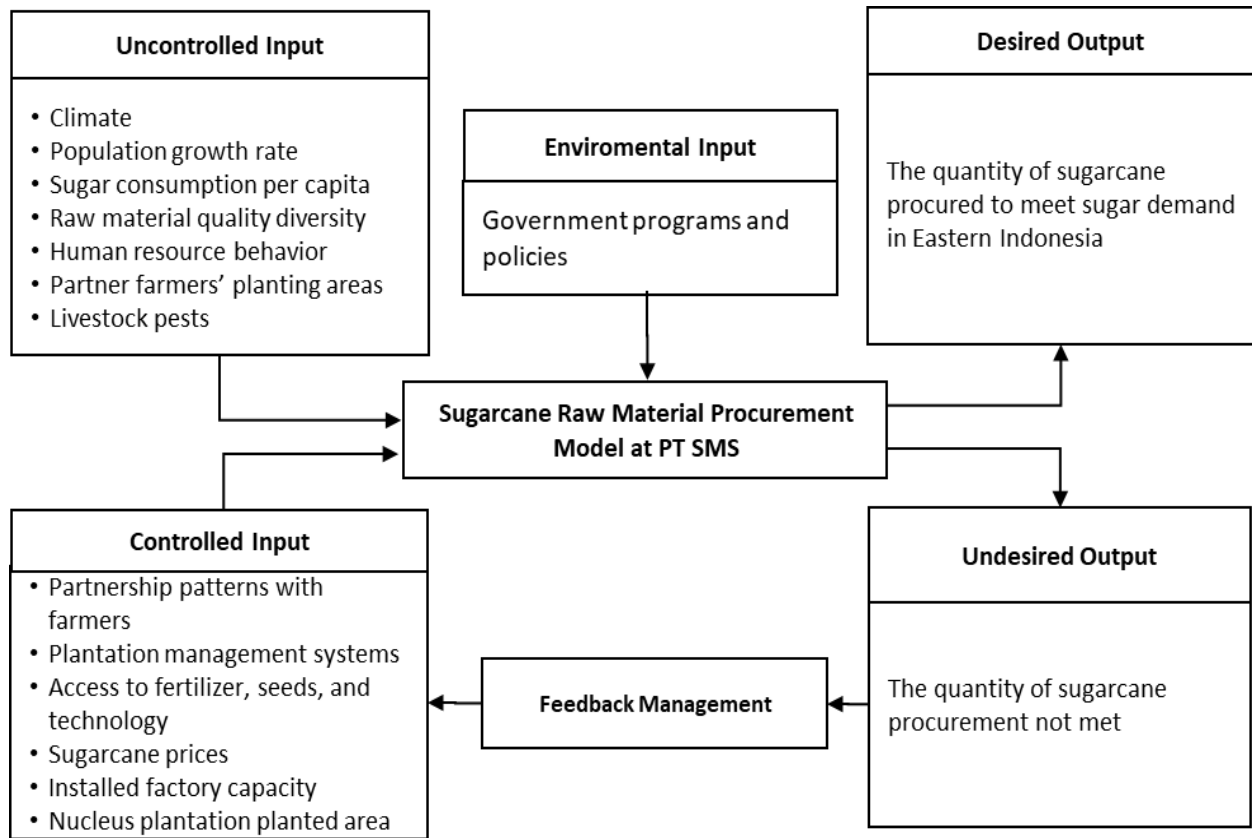 Uncontrolled Input
• Climate
• Population growth rate
• Sugar consumption per capita
• Raw material quality diversity
• Human resource behavior
• Partner farmers’ planting areas
• Livestock pests
Enviromental Input
Government programs and
policies
Desired Output
The quantity of sugarcane
procured to meet sugar demand
in Eastern Indonesia
Sugarcane Raw Material Procurement
Model at PT SMS
Controlled Input
• Partnership patterns with
farmers
• Plantation management systems
• Access to fertilizer, seeds, and
technology
• Sugarcane prices
• Installed factory capacity
• Nucleus plantation planted area
Feedback Management
Undesired Output
The quantity of sugarcane
procurement not met